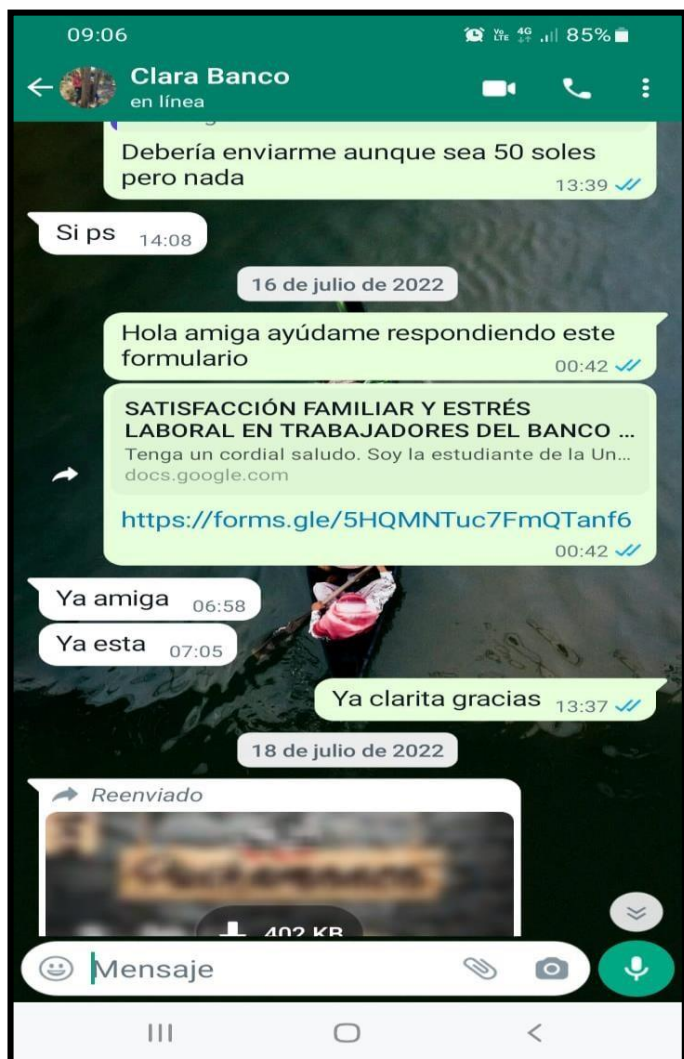 09:06
Vo LTE 4G 85%
Clara Banco
en línea
Debería enviarme aunque sea 50 soles
pero nada
13:39
Si ps 14:08
16 de julio de 2022
Hola amiga ayúdame respondiendo este
formulario
00:42
SATISFACCIÓN FAMILIAR Y ESTRÉS
LABORAL EN TRABAJADORES DEL BANCO ...
Tenga un cordial saludo. Soy la estudiante de la Un...
docs.google.com
https://forms.gle/5HQMNTuc7FmQTanf6
00:42
Ya amiga 06:58
Ya esta 07:05
Ya clarita gracias 13:37
18 de julio de 2022
Reenviado
402 KB
Mensaje